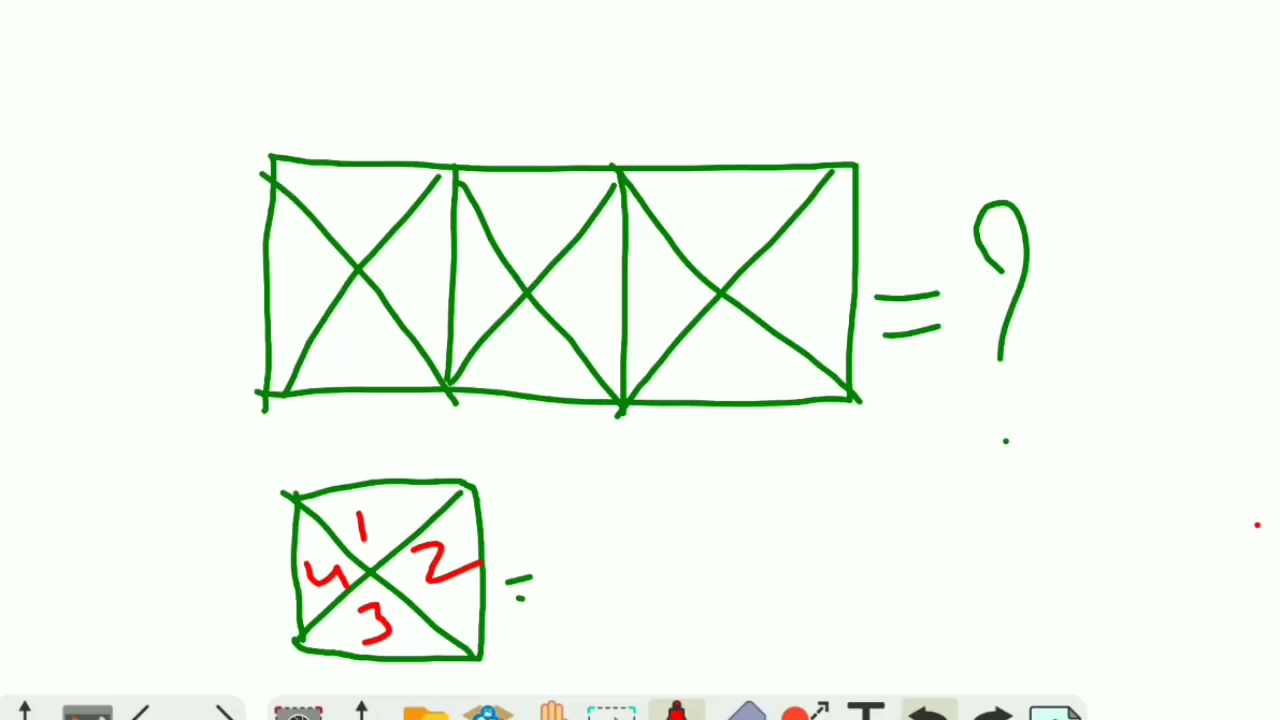 = ?
1
4 2 =
3